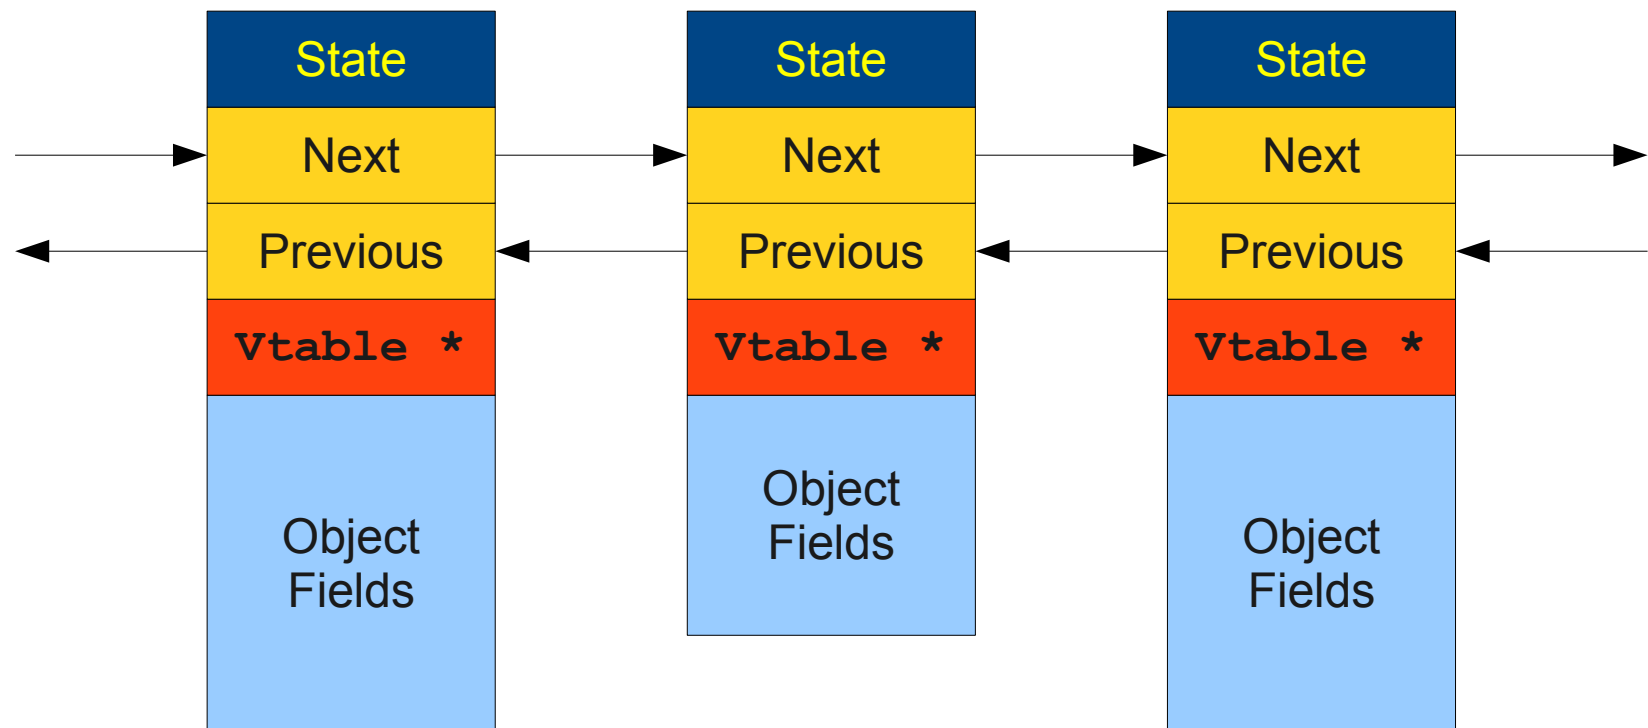 State
Next
Previous
Vtable *
Object
Fields
State
Next
Previous
Vtable *
Object
Fields
State
Next
Previous
Vtable *
Object
Fields